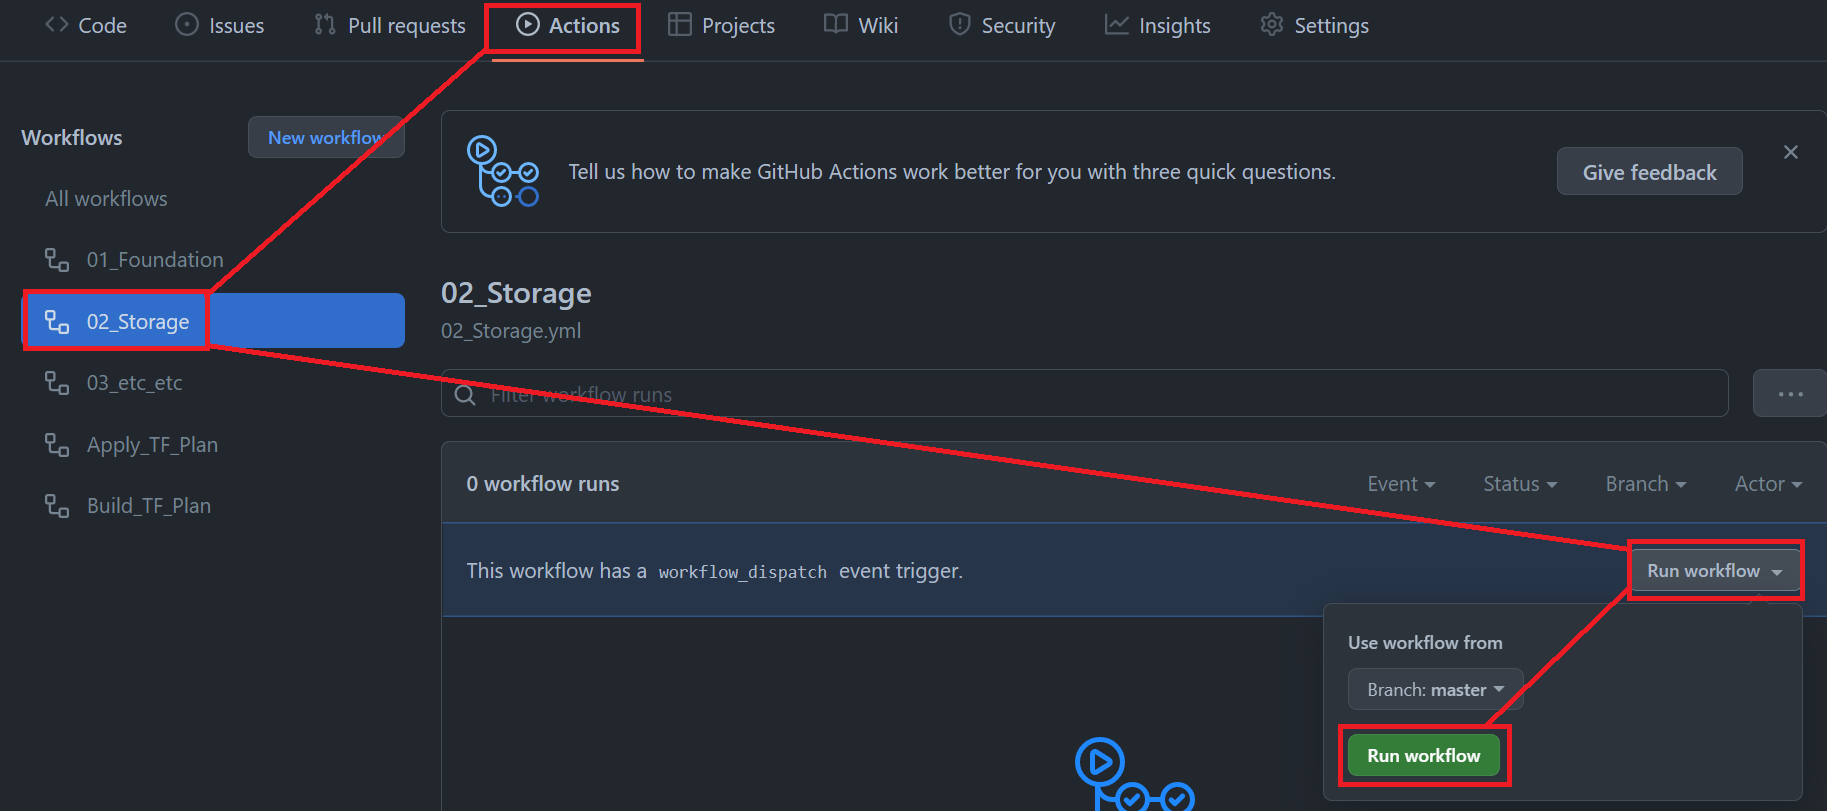 Code Issues Pull requests Actions Projects Wiki Security Insights Settings
Workflows
New workflow
All workflows
01_Foundation
02_Storage
03_etc_etc
Apply_TF_Plan
Build_TF_Plan
Tell us how to make GitHub Actions work better for you with three quick questions.
Give feedback
02_Storage
02_Storage.yml
Filter workflow runs
0 workflow runs
Event Status Branch Actor
This workflow has a workflow_dispatch event trigger.
Run workflow
Use workflow from
Branch: master
Run workflow